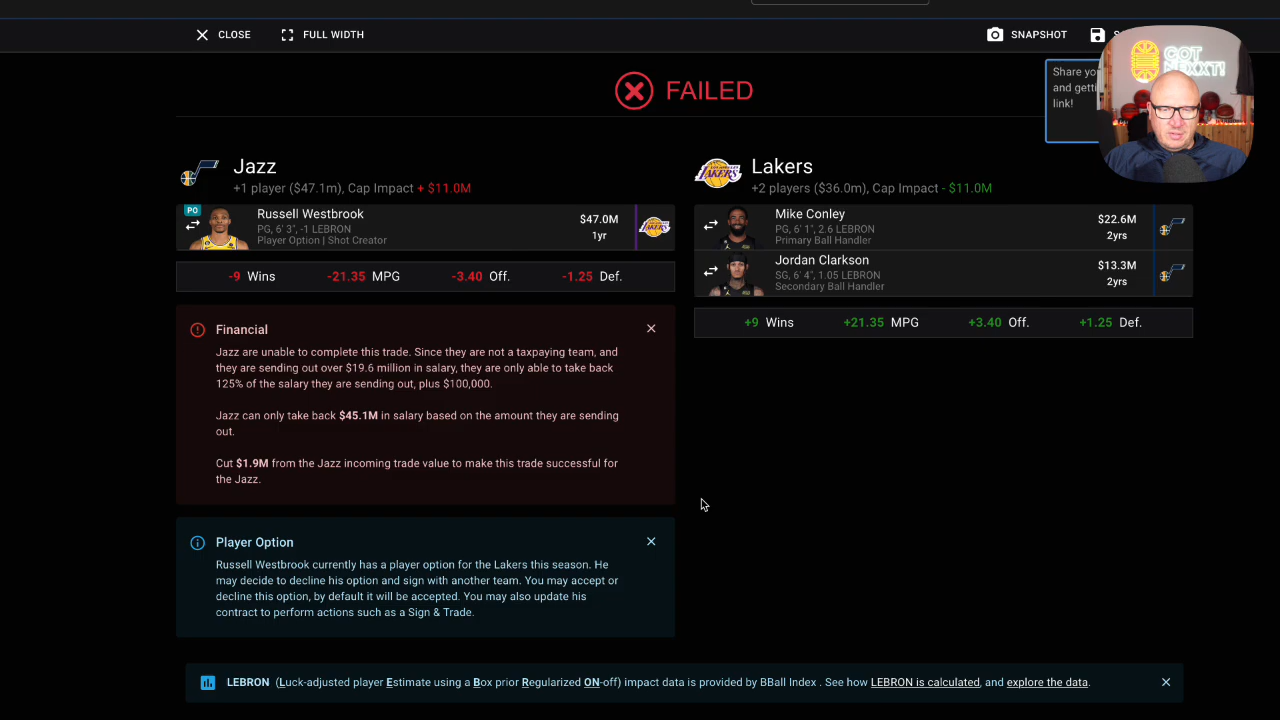 CLOSE
FULL WIDTH
SNAPSHOT
FAILED
Share
and
link!
GOT
NEXXT!
Jazz
+1 player ($47.1m), Cap Impact + $11.0M
PO
Russell Westbrook
PG, 6' 3", -1 LEBRON
Player Option | Shot Creator
$47.0M
1yr
-9 Wins
-21.35 MPG
-3.40 Off.
-1.25 Def.
Lakers
+2 players ($36.0m), Cap Impact - $11.0M
Mike Conley
PG, 6' 1", 2.6 LEBRON
Primary Ball Handler
$22.6M
2yrs
Jordan Clarkson
SG, 6' 4", 1.05 LEBRON
Secondary Ball Handler
$13.3M
2yrs
+9 Wins
+21.35 MPG
+3.40 Off.
+1.25 Def.
Financial
Jazz are unable to complete this trade. Since they are not a taxpaying team, and
they are sending out over $19.6 million in salary, they are only able to take back
125% of the salary they are sending out, plus $100,000.
Jazz can only take back $45.1M in salary based on the amount they are sending
out.
Cut $1.9M from the Jazz incoming trade value to make this trade successful for
the Jazz.
Player Option
Russell Westbrook currently has a player option for the Lakers this season. He
may decide to decline his option and sign with another team. You may accept or
decline this option, by default it will be accepted. You may also update his
contract to perform actions such as a Sign & Trade.
LEBRON (Luck-adjusted player Estimate using a Box prior Regularized ON-off) impact data is provided by BBall Index . See how LEBRON is calculated, and explore the data.